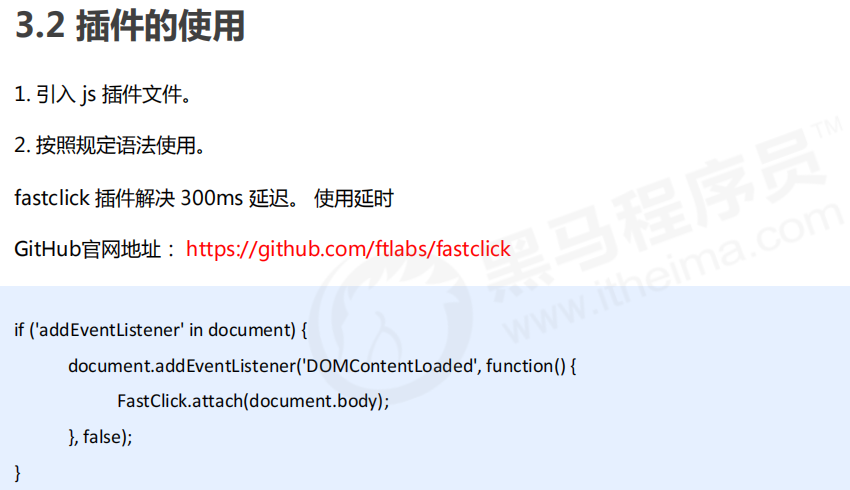 3.2 插件的使用
1. 引入 js 插件文件。
2. 按照规定语法使用。
fastclick 插件解决 300ms 延迟。 使用延时
GitHub官网地址： https://github.com/ftlabs/fastclick
if ('addEventListener' in document) {
document.addEventListener('DOMContentLoaded', function() {
FastClick.attach(document.body);
}, false);
}
黑马程序员™
www.itheima.com